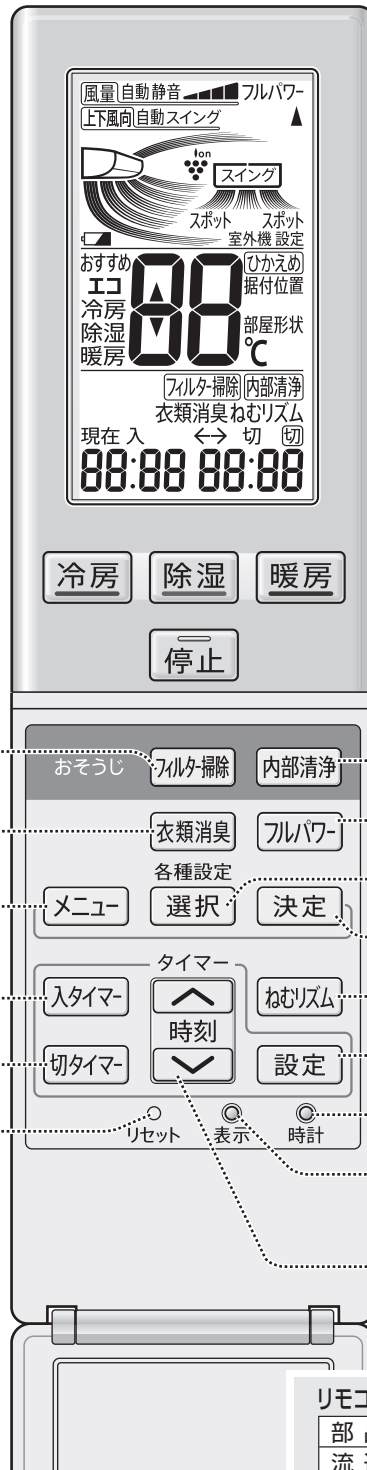 風量 自動 静音 フルパワー
上下風向 自動 スイング
ion
スイング
スポット スポット
室外機 設定
おすすめ ひかえめ
エコ 据付位置
冷房
除湿 部屋形状
暖房 ℃
88
フィルター掃除 内部清浄
衣類消臭 ねむリズム
現在 入 ←→ 切 切
88:88 88:88
冷房 除湿 暖房
停止
おそうじ フィルター掃除 内部清浄
衣類消臭 フルパワー
各種設定
メニュー 選択 決定
タイマー
入タイマー ねむリズム
時刻
切タイマー 設定
リセット 表示 時計
リモコ
部
流